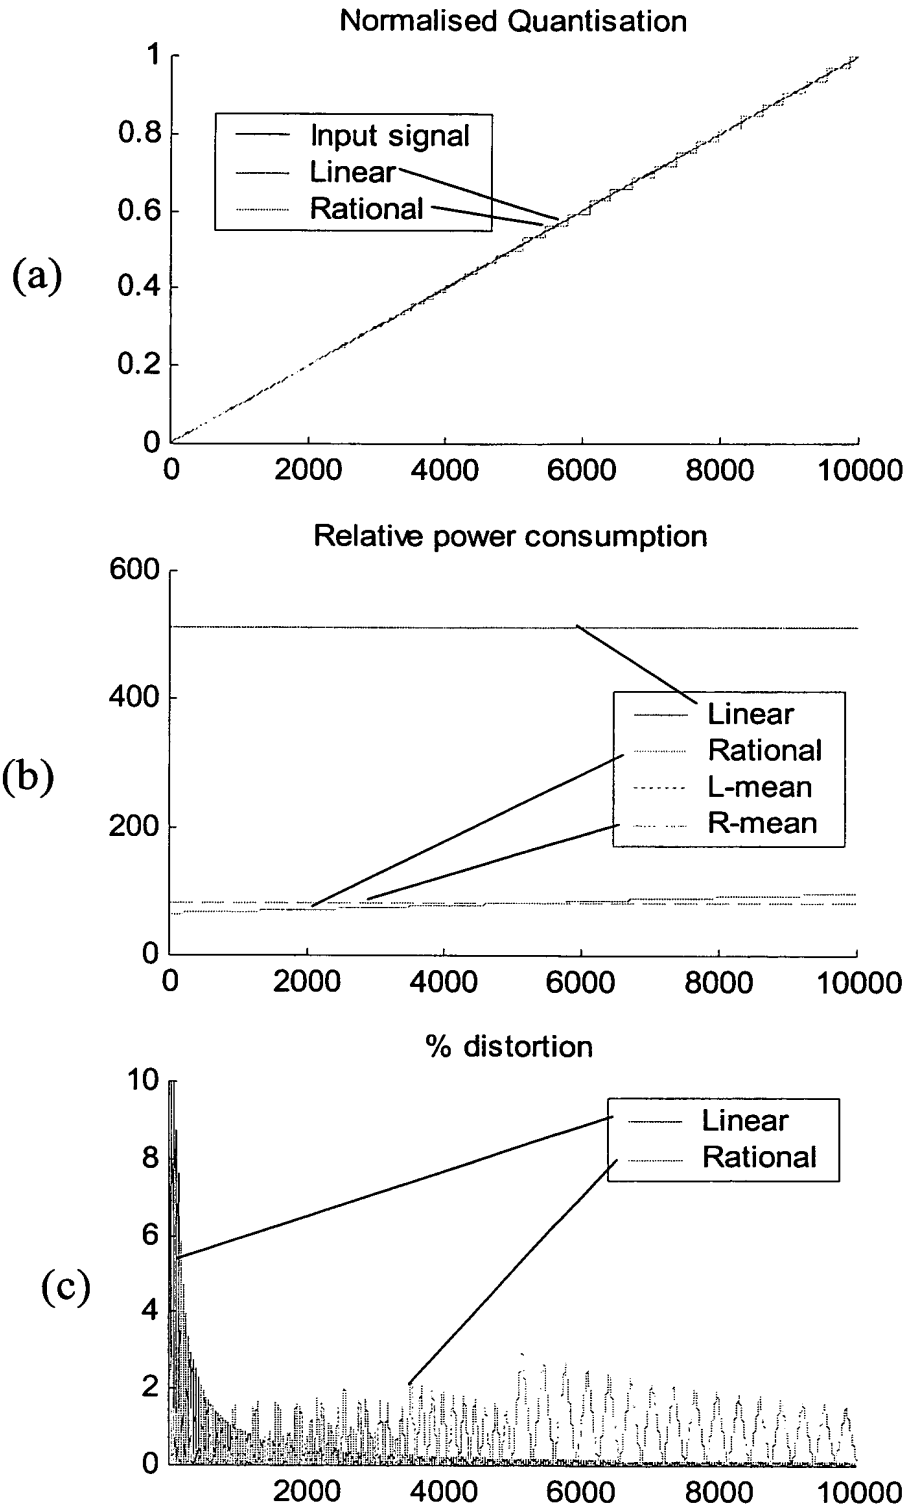 Normalised Quantisation
1
0.8
0.6
0.4
0.2
0
Input signal
Linear
Rational
(a)
0 2000 4000 6000 8000 10000
Relative power consumption
600
400
200
0
Linear
Rational
L-mean
R-mean
(b)
0 2000 4000 6000 8000 10000
% distortion
10
8
6
4
2
0
Linear
Rational
(c)
2000 4000 6000 8000 10000